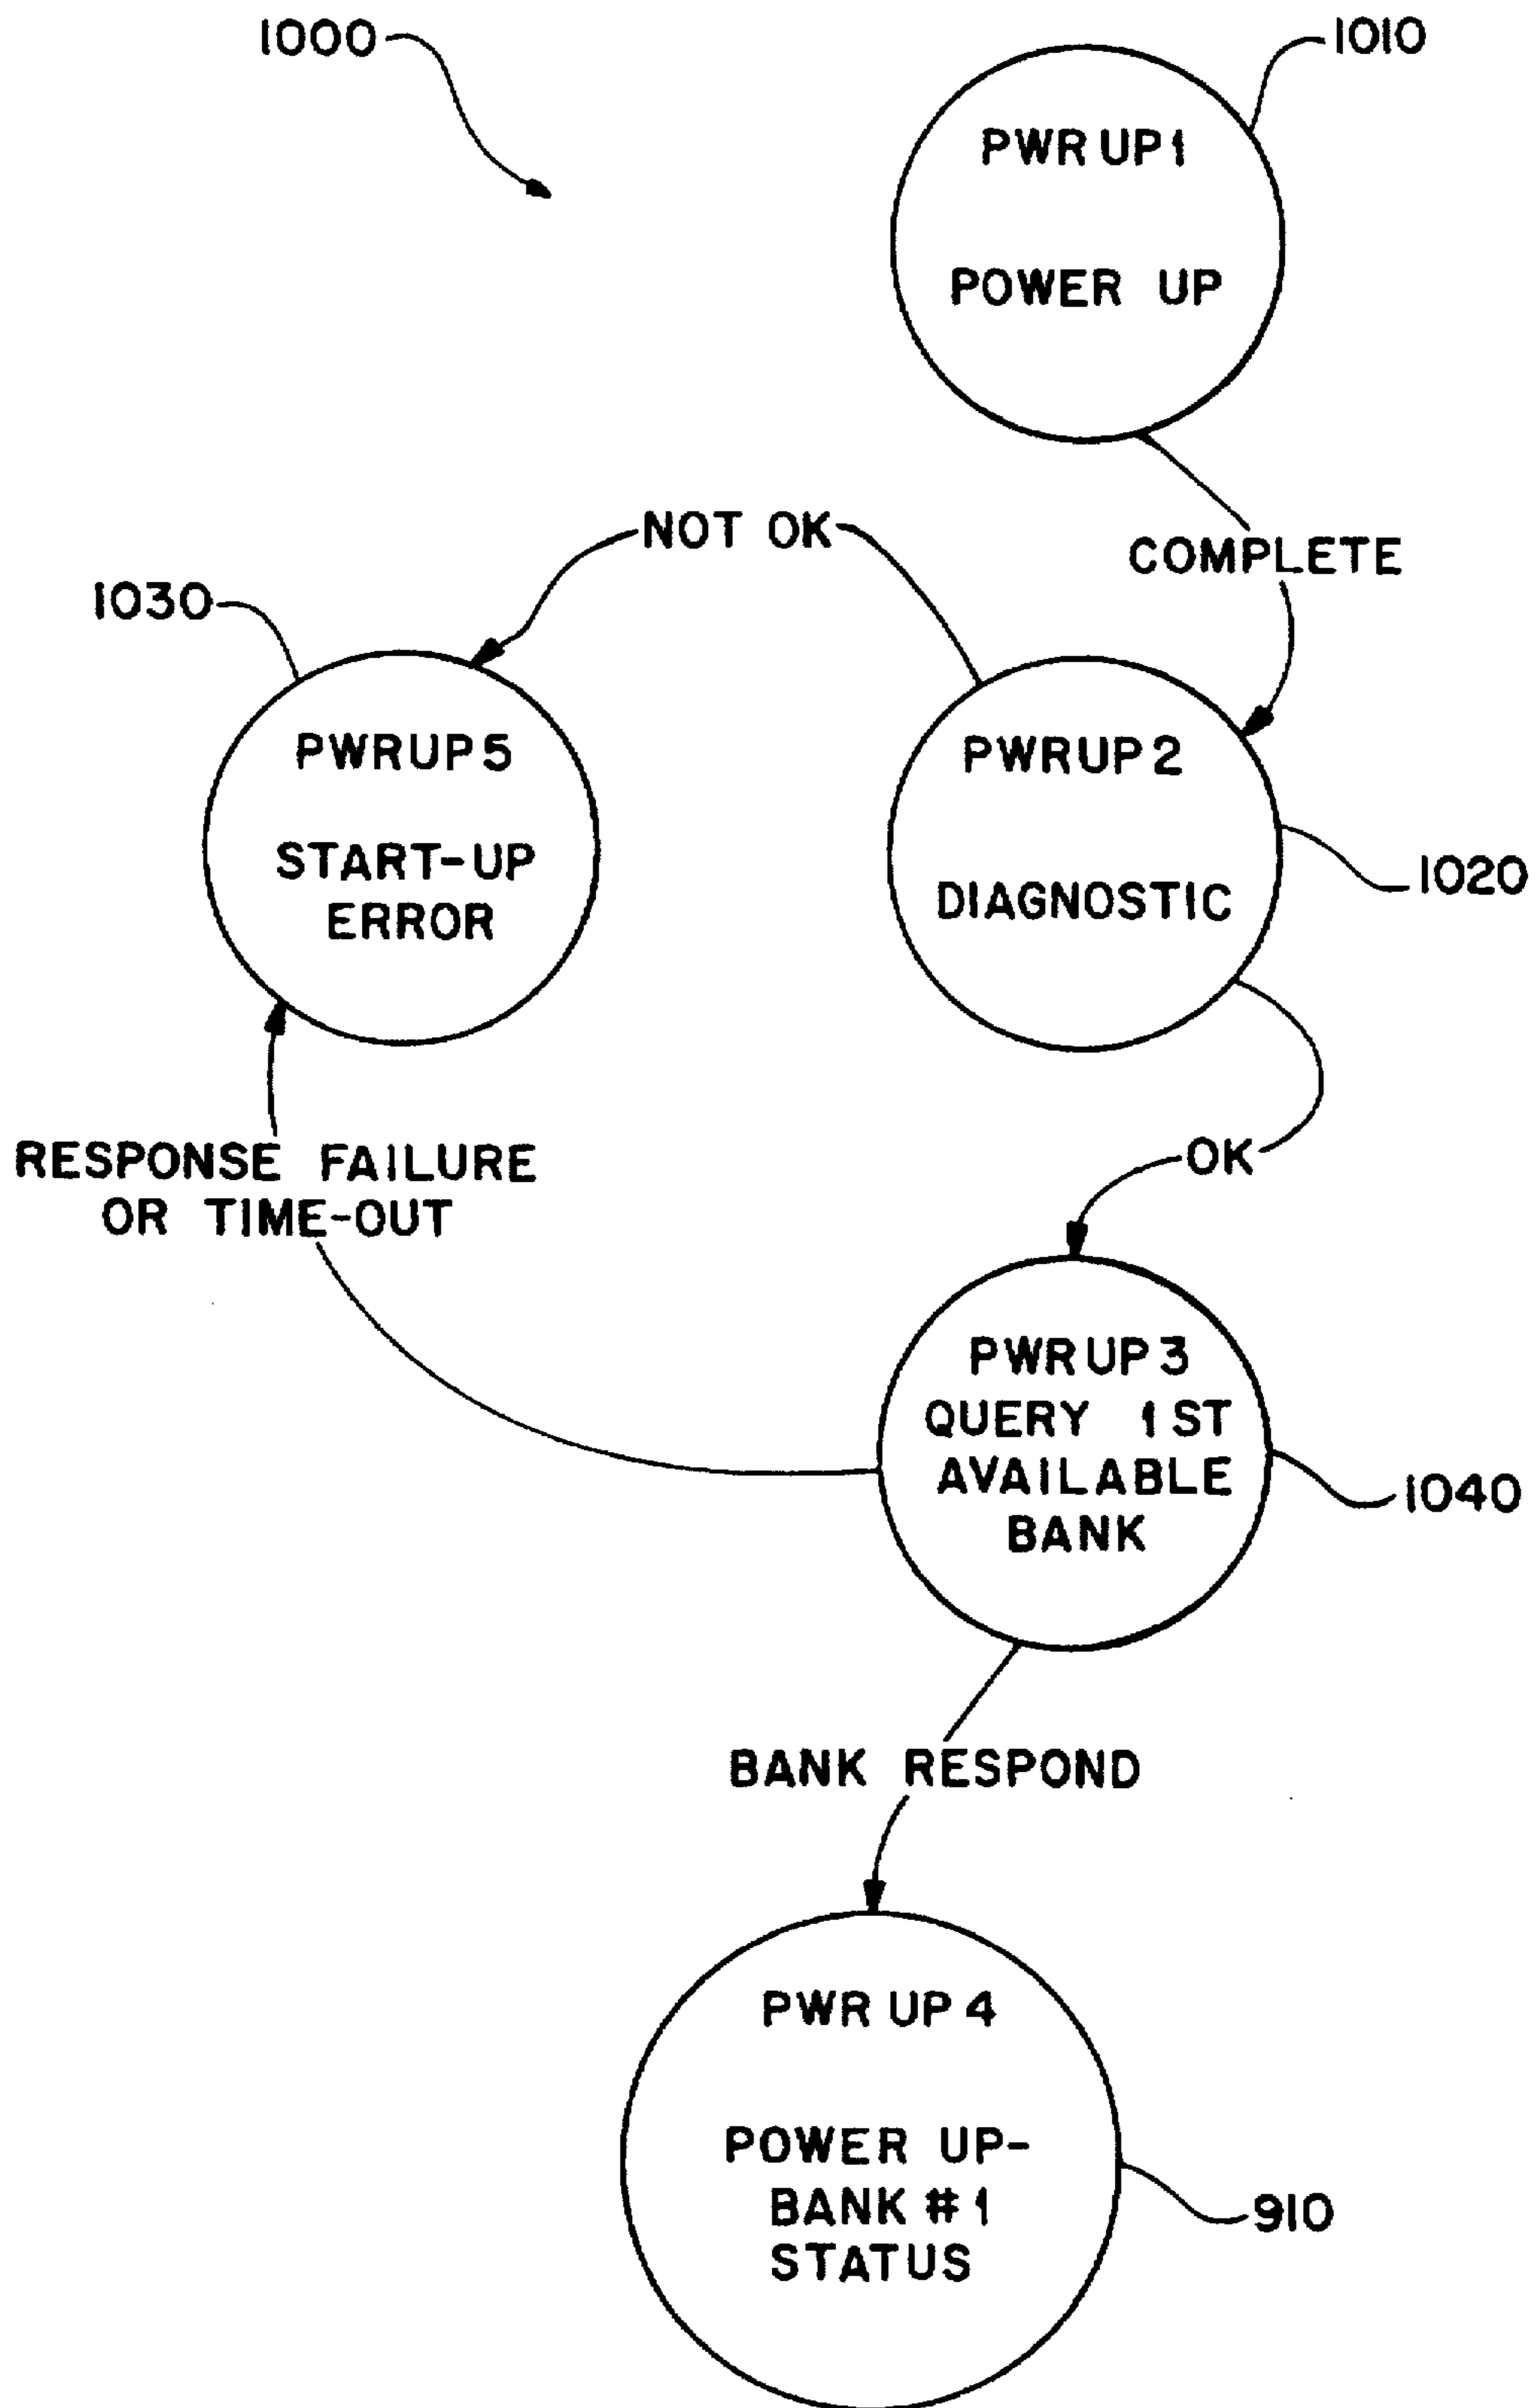 1000
1010
PWR UP1
POWER UP
NOT OK
COMPLETE
1030
PWRUP5
START-UP
ERROR
PWRUP2
DIAGNOSTIC
1020
RESPONSE FAILURE
OR TIME-OUT
OK
PWRUP3
QUERY 1ST
AVAILABLE
BANK
1040
BANK RESPOND
PWR UP4
POWER UP-
BANK #1
STATUS
910